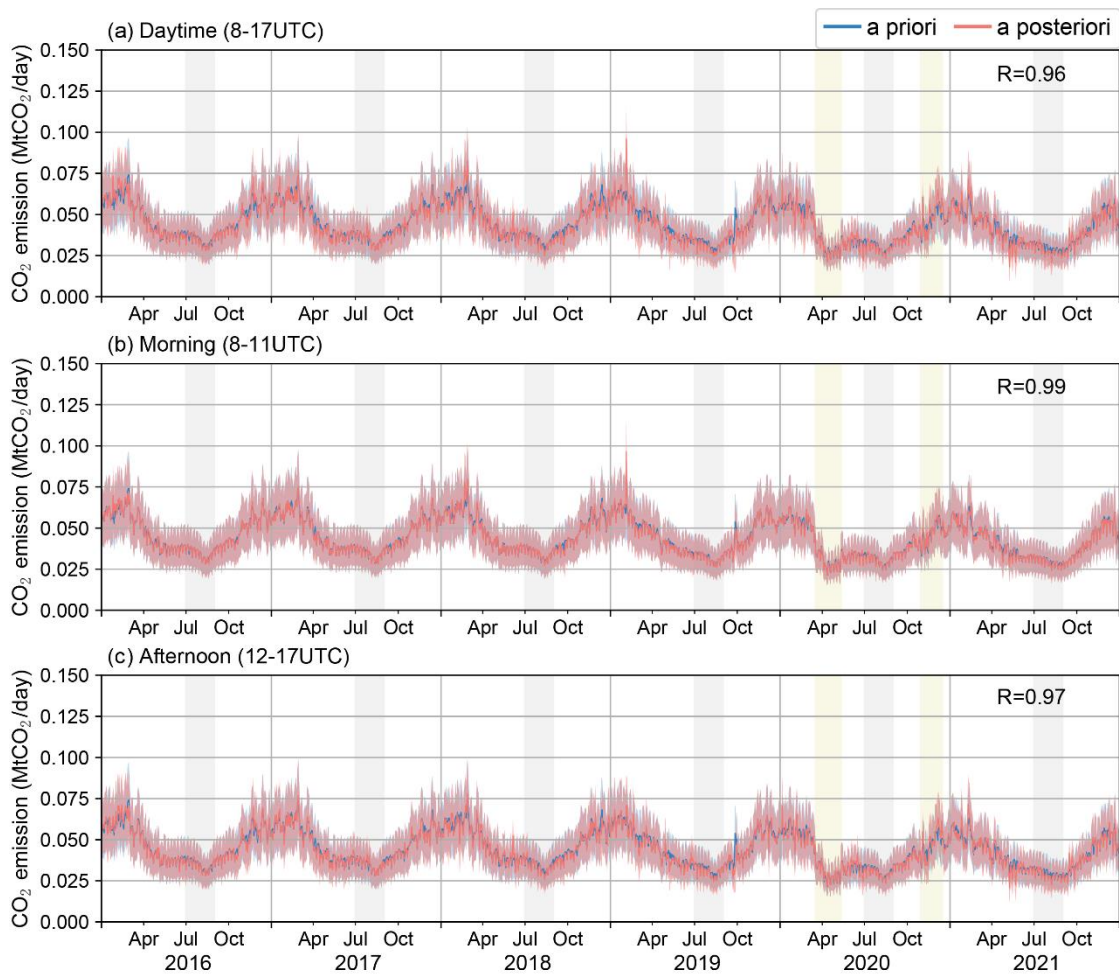 (a) Daytime (8-17UTC)
a priori a posteriori
R=0.96
CO₂ emission (MtCO₂/day)
0.150
0.125
0.100
0.075
0.050
0.025
0.000
Apr Jul Oct Apr Jul Oct Apr Jul Oct Apr Jul Oct Apr Jul Oct Apr Jul Oct
(b) Morning (8-11UTC)
R=0.99
CO₂ emission (MtCO₂/day)
0.150
0.125
0.100
0.075
0.050
0.025
0.000
Apr Jul Oct Apr Jul Oct Apr Jul Oct Apr Jul Oct Apr Jul Oct Apr Jul Oct
(c) Afternoon (12-17UTC)
R=0.97
CO₂ emission (MtCO₂/day)
0.150
0.125
0.100
0.075
0.050
0.025
0.000
Apr Jul Oct Apr Jul Oct Apr Jul Oct Apr Jul Oct Apr Jul Oct Apr Jul Oct
2016 2017 2018 2019 2020 2021